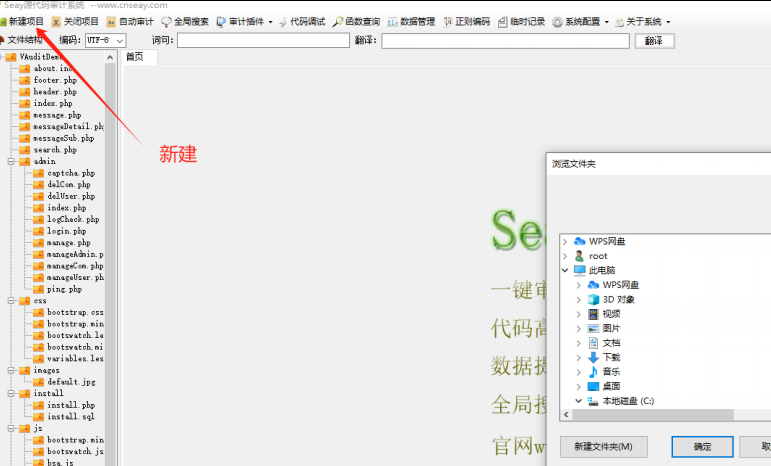 Seay源代码审计系统 --www.cnseay.com
新建项目 关闭项目 自动审计 全局搜索 审计插件 代码调试 函数查询 数据管理 正则编码 临时记录 系统配置 关于系统
文件结构 编码: UTF-8 词句: 翻译: 翻译
首页
VAuditDemo
about.inc
footer.php
header.php
index.php
message.php
messageDetail.php
messageSub.php
search.php
admin
captcha.php
delCom.php
delUser.php
index.php
logCheck.php
login.php
manage.php
manageAdmin.p
manageCom.php
manageUser.ph
ping.php
css
bootstrap.css
bootstrap.min
bootswatch.le
bootswatch.mi
variables.les
images
default.jpg
install
install.php
install.sql
js
bootstrap.min
bootswatch.js
bsa.js
新建
Sea
一键审
代码高
数据提
全局搜
官网w
浏览文件夹
WPS网盘
root
此电脑
WPS网盘
3D 对象
视频
图片
文档
下载
音乐
桌面
本地磁盘 (C:)
新建文件夹(M) 确定 取